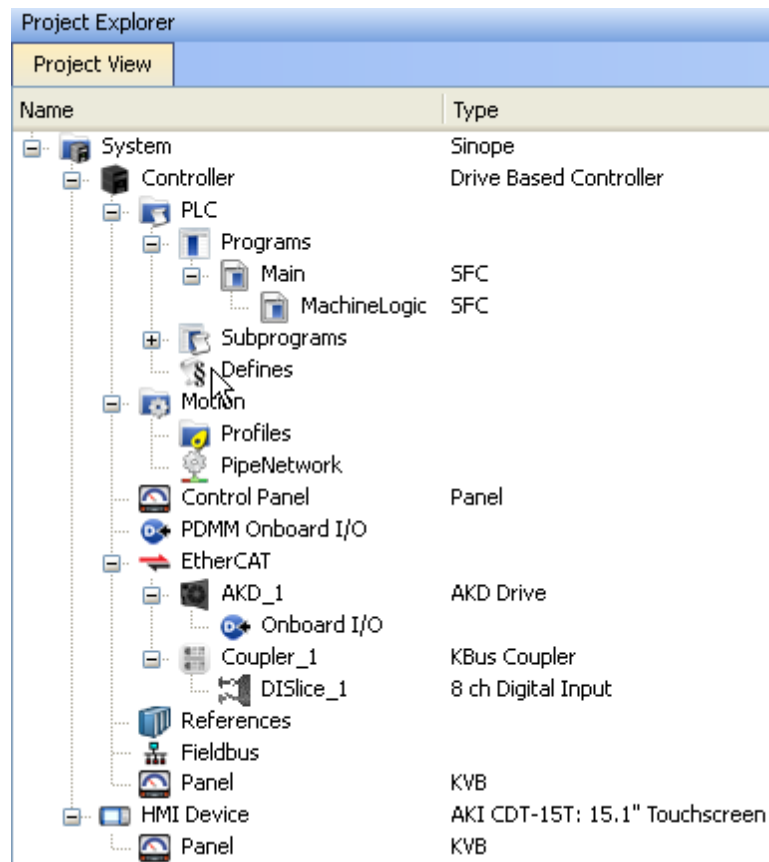 Project Explorer
Project View
Name Type
System Sinope
Controller Drive Based Controller
PLC
Programs
Main SFC
MachineLogic SFC
Subprograms
§ Defines
Motion
Profiles
PipeNetwork
Control Panel Panel
D PDMM Onboard I/O
EtherCAT
AKD_1 AKD Drive
D Onboard I/O
Coupler_1 KBus Coupler
DISlice_1 8 ch Digital Input
References
Fieldbus
Panel KVB
HMI Device AKI CDT-15T: 15.1" Touchscreen
Panel KVB